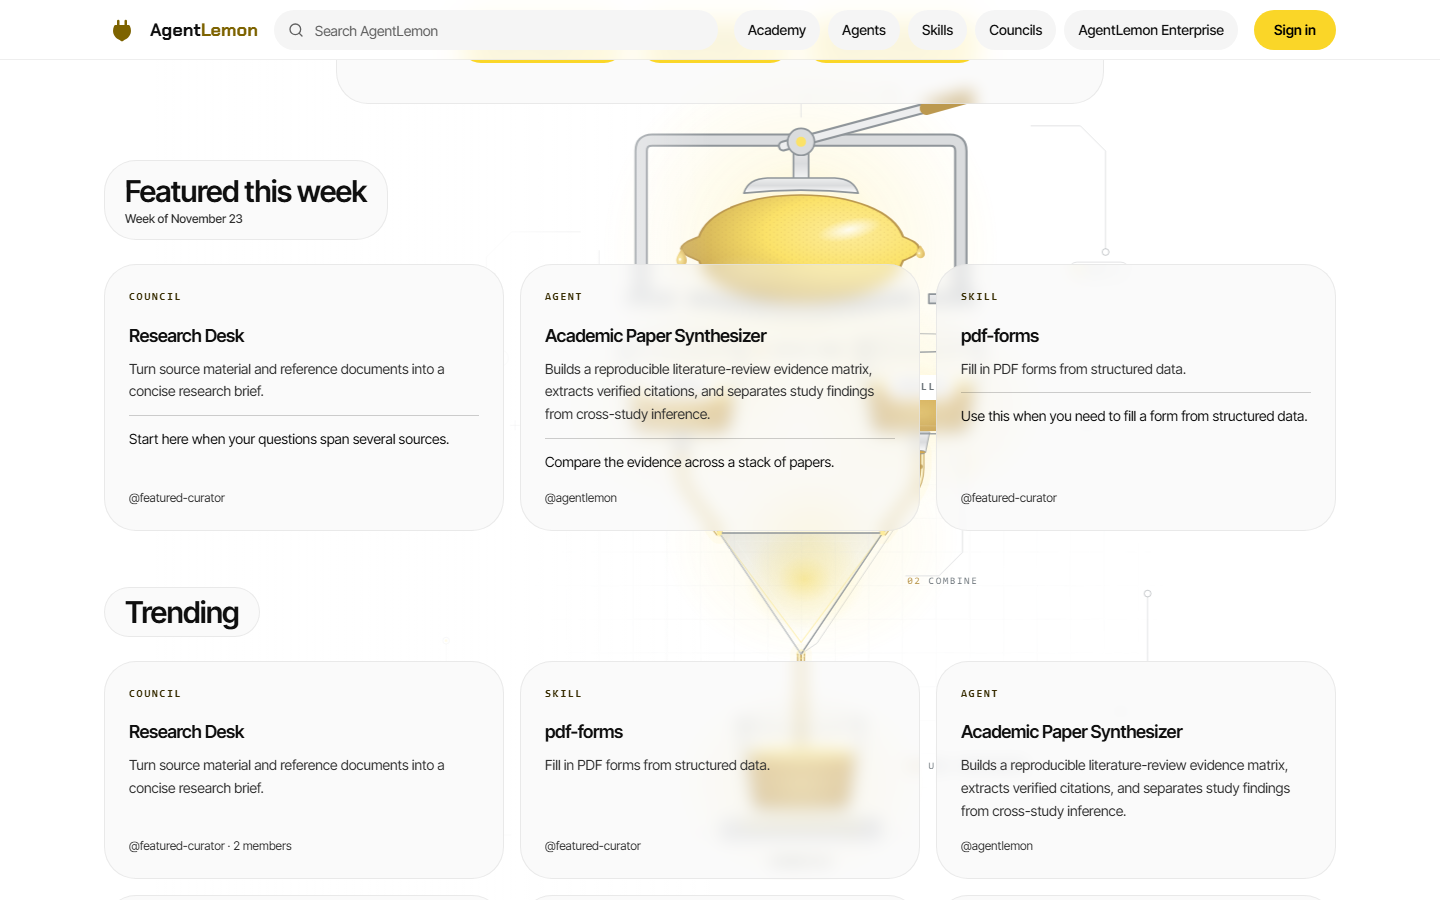 AgentLemon
Search AgentLemon
Academy
Agents
Skills
Councils
AgentLemon Enterprise
Sign in
Featured this week
Week of November 23
COUNCIL
Research Desk
Turn source material and reference documents into a
concise research brief.
Start here when your questions span several sources.
@featured-curator
AGENT
Academic Paper Synthesizer
Builds a reproducible literature-review evidence matrix,
extracts verified citations, and separates study findings
from cross-study inference.
Compare the evidence across a stack of papers.
@agentlemon
SKILL
pdf-forms
Fill in PDF forms from structured data.
Use this when you need to fill a form from structured data.
@featured-curator
02 COMBINE
Trending
COUNCIL
Research Desk
Turn source material and reference documents into a
concise research brief.
@featured-curator · 2 members
SKILL
pdf-forms
Fill in PDF forms from structured data.
@featured-curator
AGENT
Academic Paper Synthesizer
Builds a reproducible literature-review evidence matrix,
extracts verified citations, and separates study findings
from cross-study inference.
@agentlemon